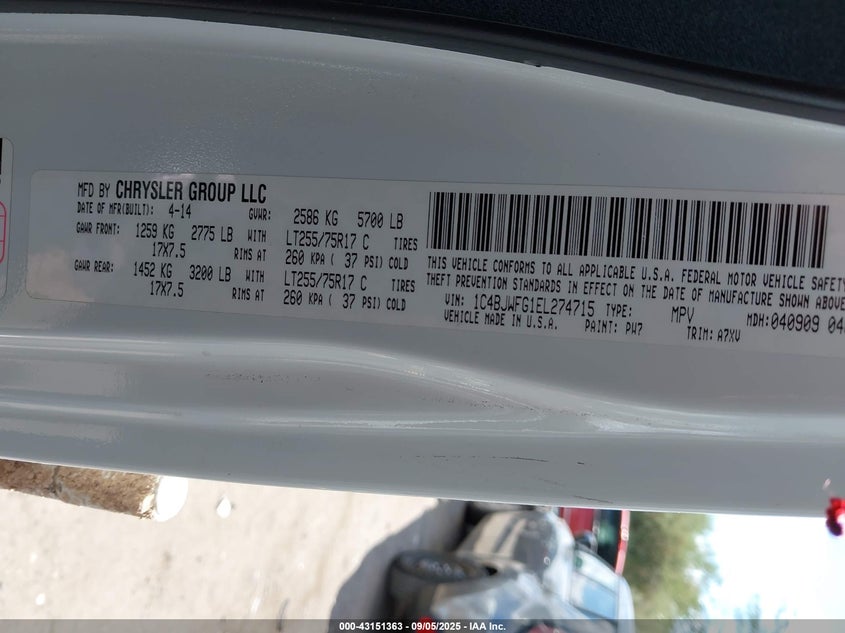 MFD BY CHRYSLER GROUP LLC
DATE OF MFR(BUILT): 4-14 GVWR: 2586 KG 5700 LB
GAWR FRONT: 1259 KG 2775 LB WITH LT255/75R17 C TIRES
17X7.5 RIMS AT 260 KPA ( 37 PSI) COLD
GAWR REAR: 1452 KG 3200 LB WITH LT255/75R17 C TIRES
17X7.5 RIMS AT 260 KPA ( 37 PSI) COLD
THIS VEHICLE CONFORMS TO ALL APPLICABLE U.S.A. FEDERAL MOTOR VEHICLE SAFETY
THEFT PREVENTION STANDARDS IN EFFECT ON THE DATE OF MANUFACTURE SHOWN ABOVE
VIN: 1C4BJWFG1EL274715 TYPE: MPV MDH:040909 04
VEHICLE MADE IN U.S.A. PAINT: PW7 TRIM: A7XV
000-43151363 - 09/05/2025 - IAA Inc.